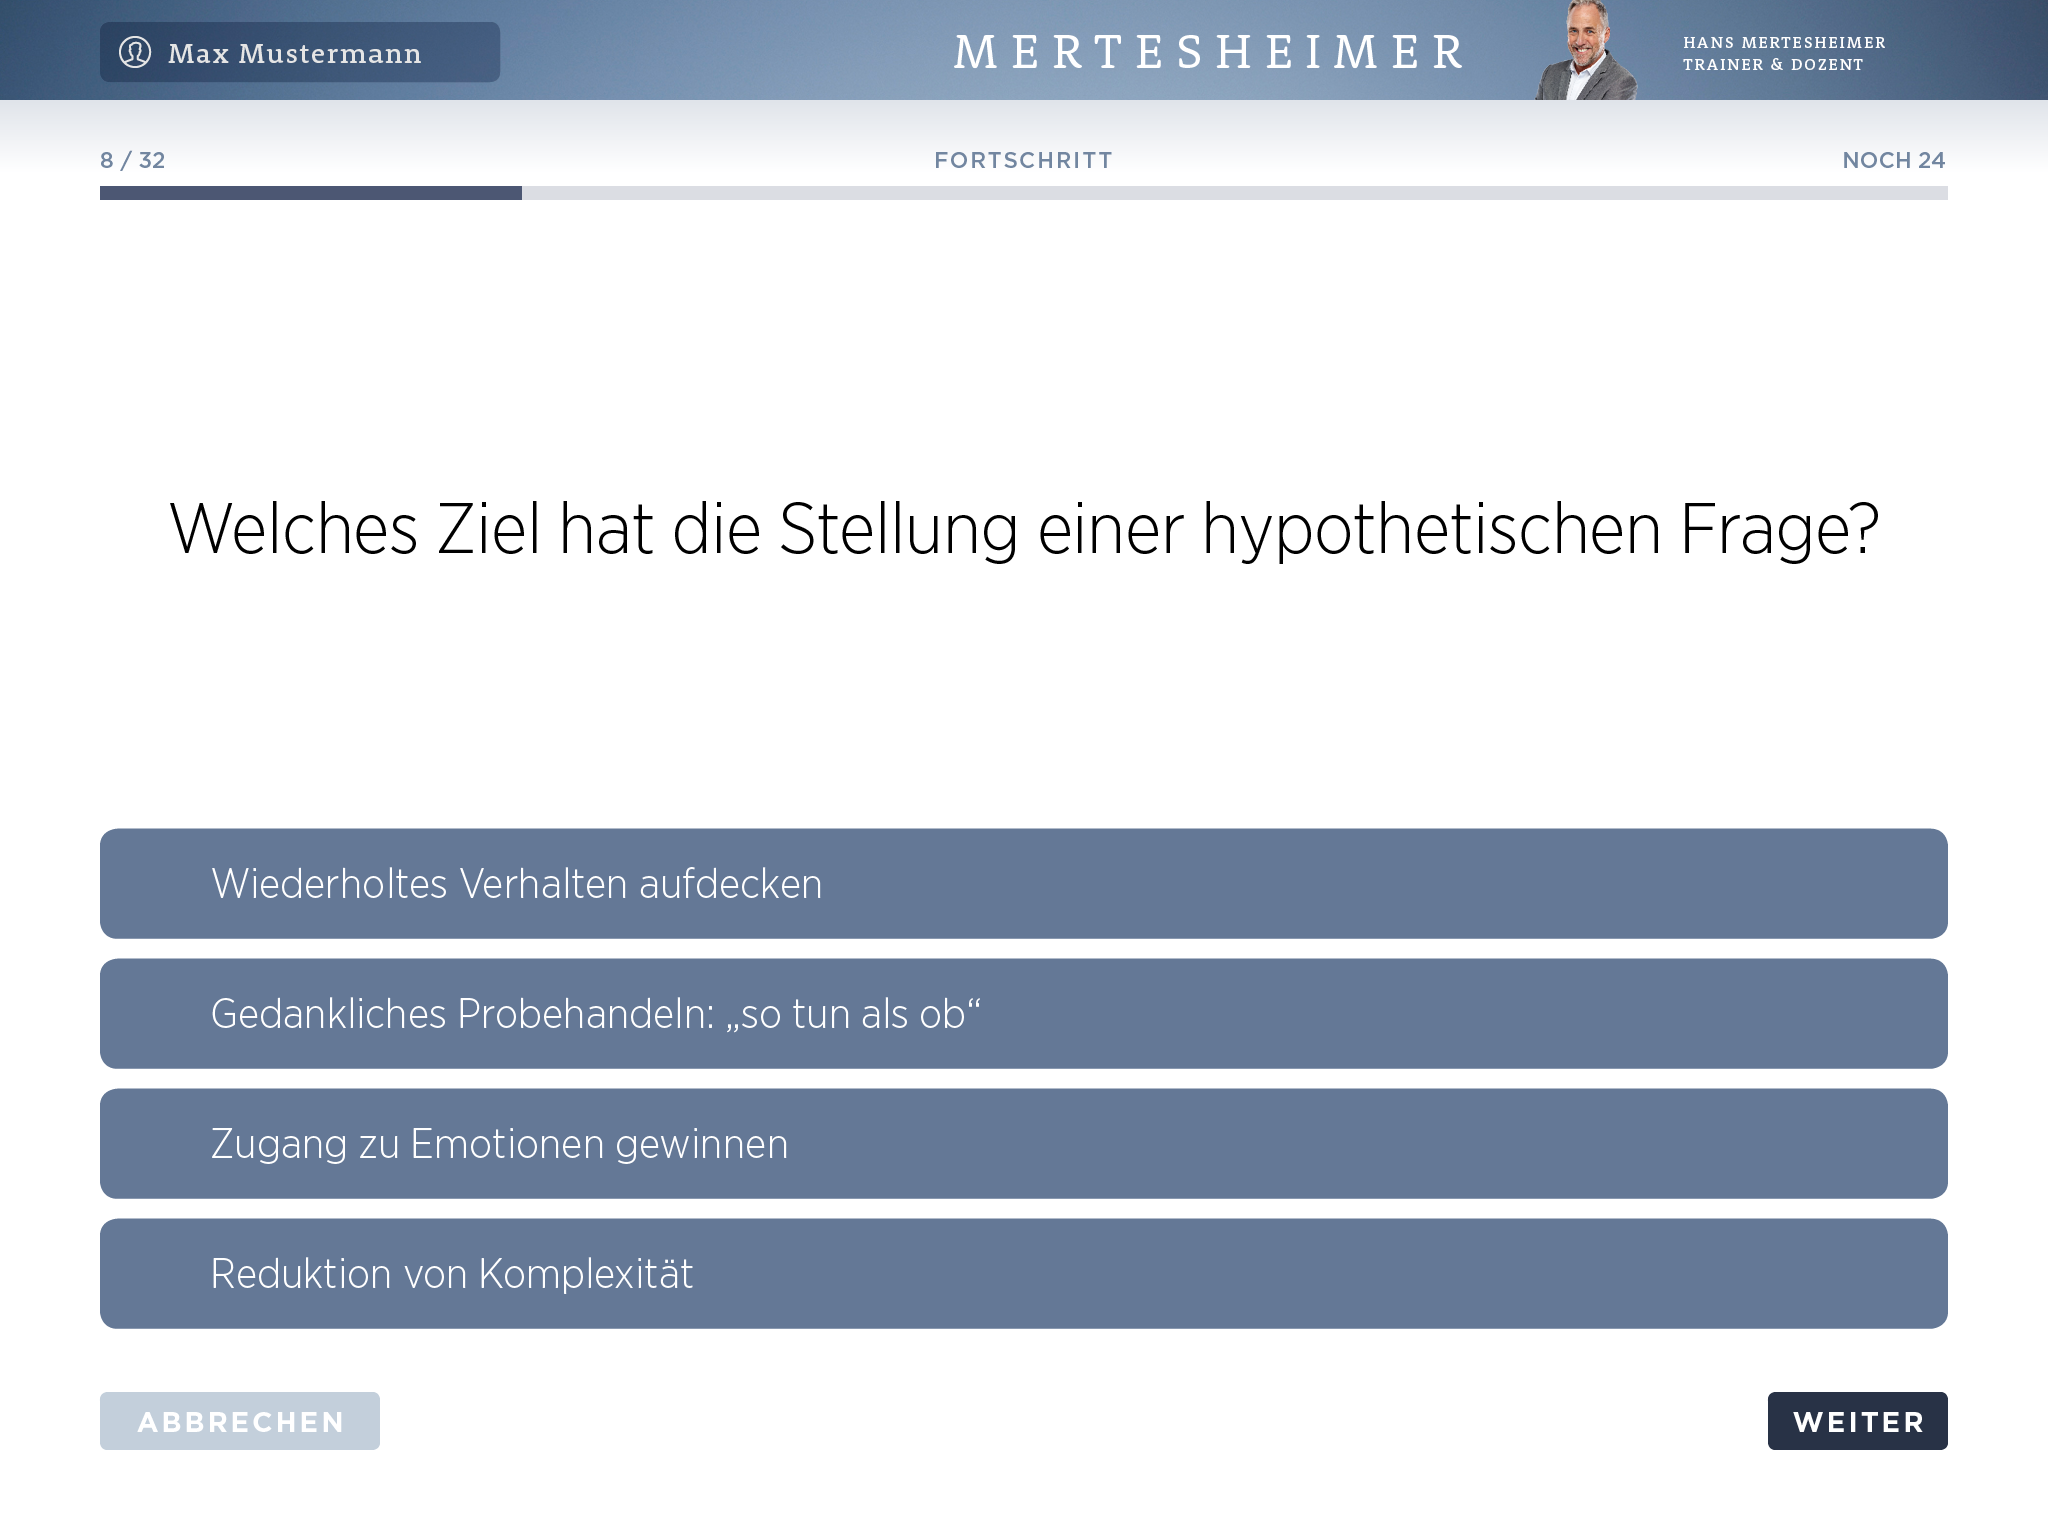 Max Mustermann
MERTESHEIMER
HANS MERTESHEIMER
TRAINER & DOZENT
8 / 32
FORTSCHRITT
NOCH 24
Welches Ziel hat die Stellung einer hypothetischen Frage?
Wiederholtes Verhalten aufdecken
Gedankliches Probehandeln: „so tun als ob“
Zugang zu Emotionen gewinnen
Reduktion von Komplexität
ABBRECHEN
WEITER